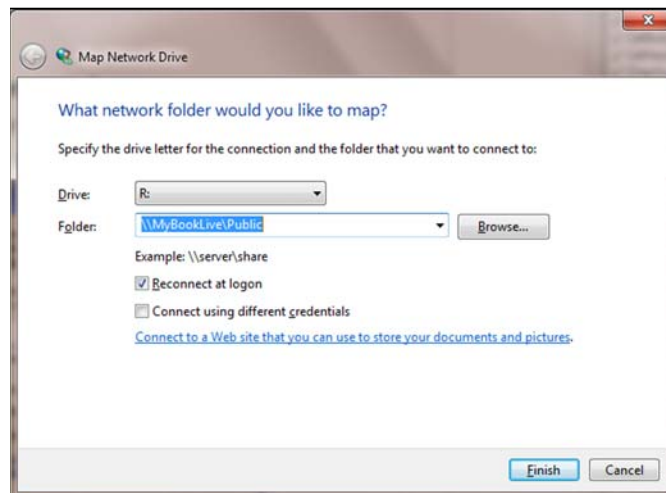 Map Network Drive
What network folder would you like to map?
Specify the drive letter for the connection and the folder that you want to connect to:
Drive: R:
Folder: \\MyBookLive\Public Browse...
Example: \\server\share
Reconnect at logon
Connect using different credentials
Connect to a Web site that you can use to store your documents and pictures.
Finish Cancel